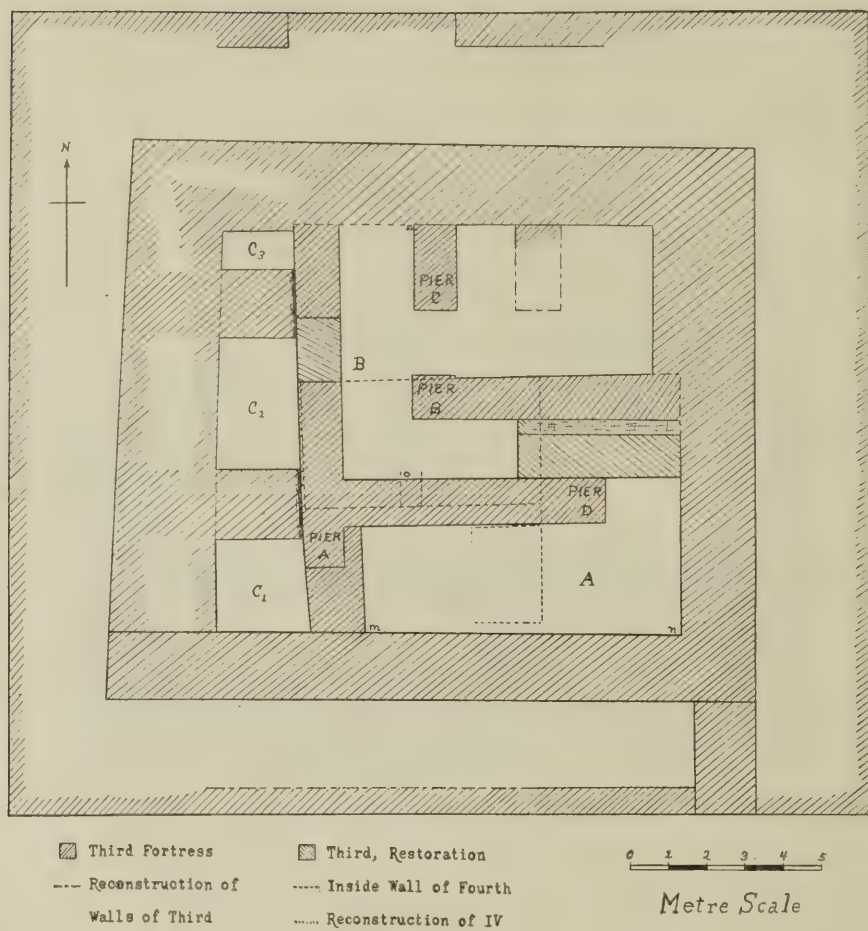 N
C3
PIER
C
B
C2
PIER
B
o
PIER
D
PIER
A
C1
A
m
n
Third Fortress
Third, Restoration
0 1 2 3 4 5
Reconstruction of
Walls of Third
Inside Wall of Fourth
Reconstruction of IV
Metre Scale